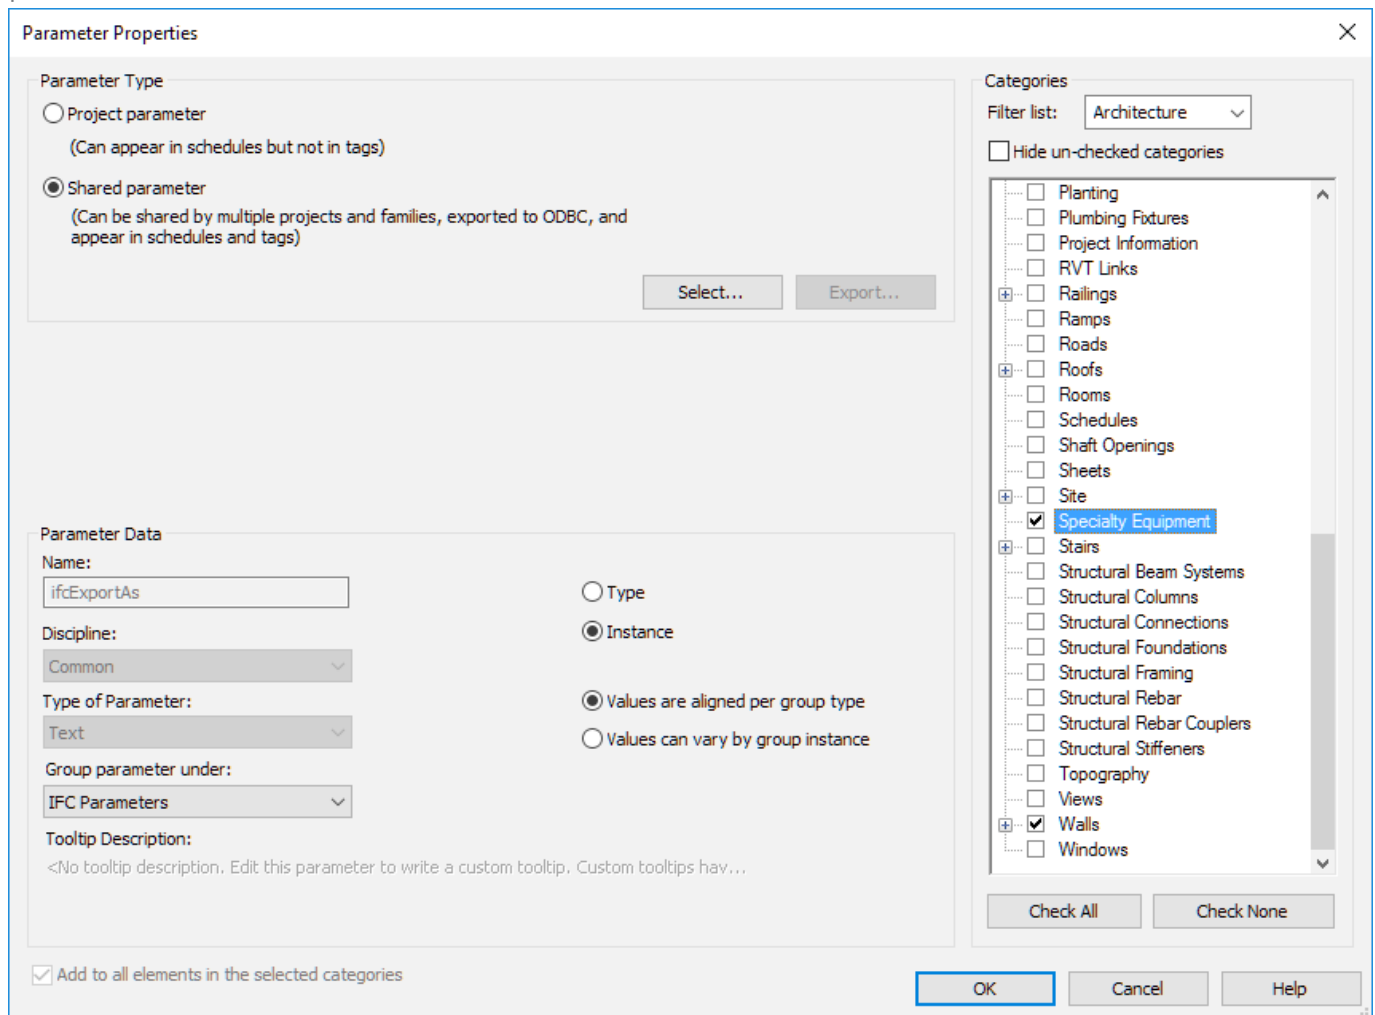 Parameter Properties
Parameter Type
Project parameter
(Can appear in schedules but not in tags)
Shared parameter
(Can be shared by multiple projects and families, exported to ODBC, and
appear in schedules and tags)
Select...
Export...
Parameter Data
Name:
ifcExportAs
Discipline:
Common
Type of Parameter:
Text
Group parameter under:
IFC Parameters
Tooltip Description:
<No tooltip description. Edit this parameter to write a custom tooltip. Custom tooltips hav...
Type
Instance
Values are aligned per group type
Values can vary by group instance
Add to all elements in the selected categories
Categories
Filter list:
Architecture
Hide un-checked categories
Planting
Plumbing Fixtures
Project Information
RVT Links
Railings
Ramps
Roads
Roofs
Rooms
Schedules
Shaft Openings
Sheets
Site
Specialty Equipment
Stairs
Structural Beam Systems
Structural Columns
Structural Connections
Structural Foundations
Structural Framing
Structural Rebar
Structural Rebar Couplers
Structural Stiffeners
Topography
Views
Walls
Windows
Check All
Check None
OK
Cancel
Help